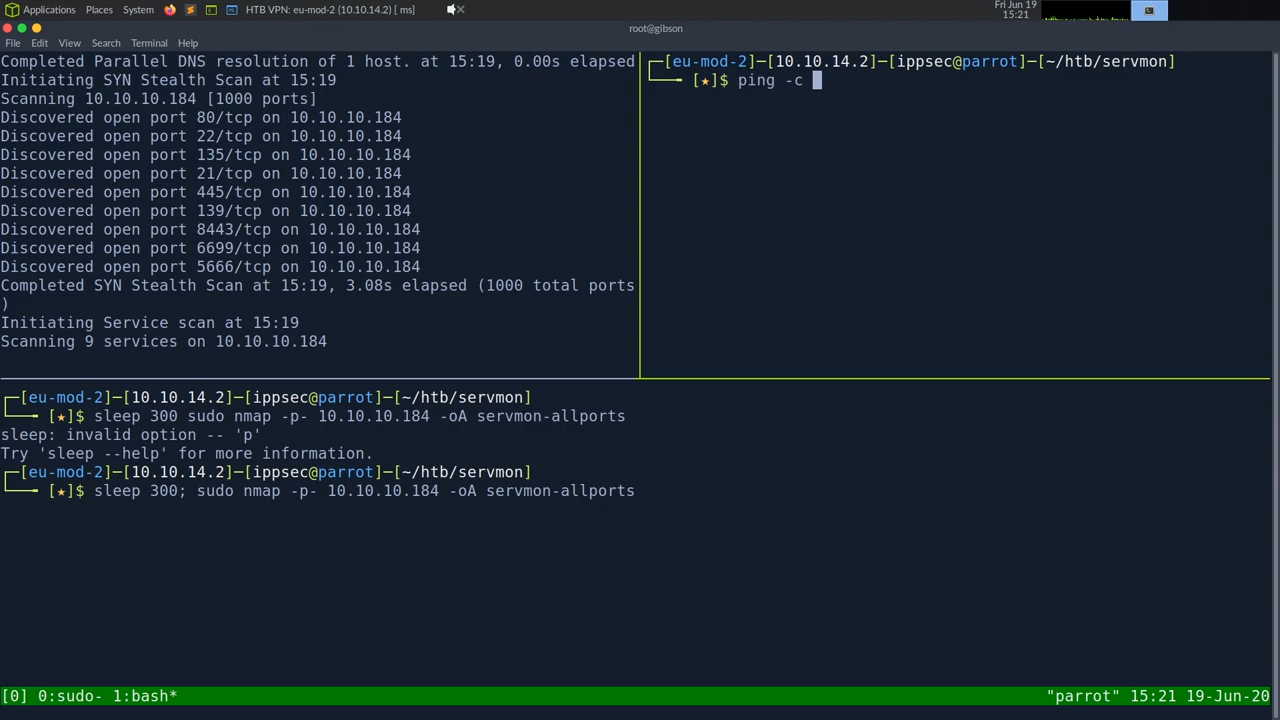 Applications Places System HTB VPN: eu-mod-2 (10.10.14.2) [ ms]
Fri Jun 19
15:21
root@gibson
File Edit View Search Terminal Help
Completed Parallel DNS resolution of 1 host. at 15:19, 0.00s elapsed
Initiating SYN Stealth Scan at 15:19
Scanning 10.10.10.184 [1000 ports]
Discovered open port 80/tcp on 10.10.10.184
Discovered open port 22/tcp on 10.10.10.184
Discovered open port 135/tcp on 10.10.10.184
Discovered open port 21/tcp on 10.10.10.184
Discovered open port 445/tcp on 10.10.10.184
Discovered open port 139/tcp on 10.10.10.184
Discovered open port 8443/tcp on 10.10.10.184
Discovered open port 6699/tcp on 10.10.10.184
Discovered open port 5666/tcp on 10.10.10.184
Completed SYN Stealth Scan at 15:19, 3.08s elapsed (1000 total ports
)
Initiating Service scan at 15:19
Scanning 9 services on 10.10.10.184
┌─[eu-mod-2]─[10.10.14.2]─[ippsec@parrot]─[~/htb/servmon]
└──╼ [★]$ ping -c
┌─[eu-mod-2]─[10.10.14.2]─[ippsec@parrot]─[~/htb/servmon]
└──╼ [★]$ sleep 300 sudo nmap -p- 10.10.10.184 -oA servmon-allports
sleep: invalid option -- 'p'
Try 'sleep --help' for more information.
┌─[eu-mod-2]─[10.10.14.2]─[ippsec@parrot]─[~/htb/servmon]
└──╼ [★]$ sleep 300; sudo nmap -p- 10.10.10.184 -oA servmon-allports
[0] 0:sudo- 1:bash* "parrot" 15:21 19-Jun-20